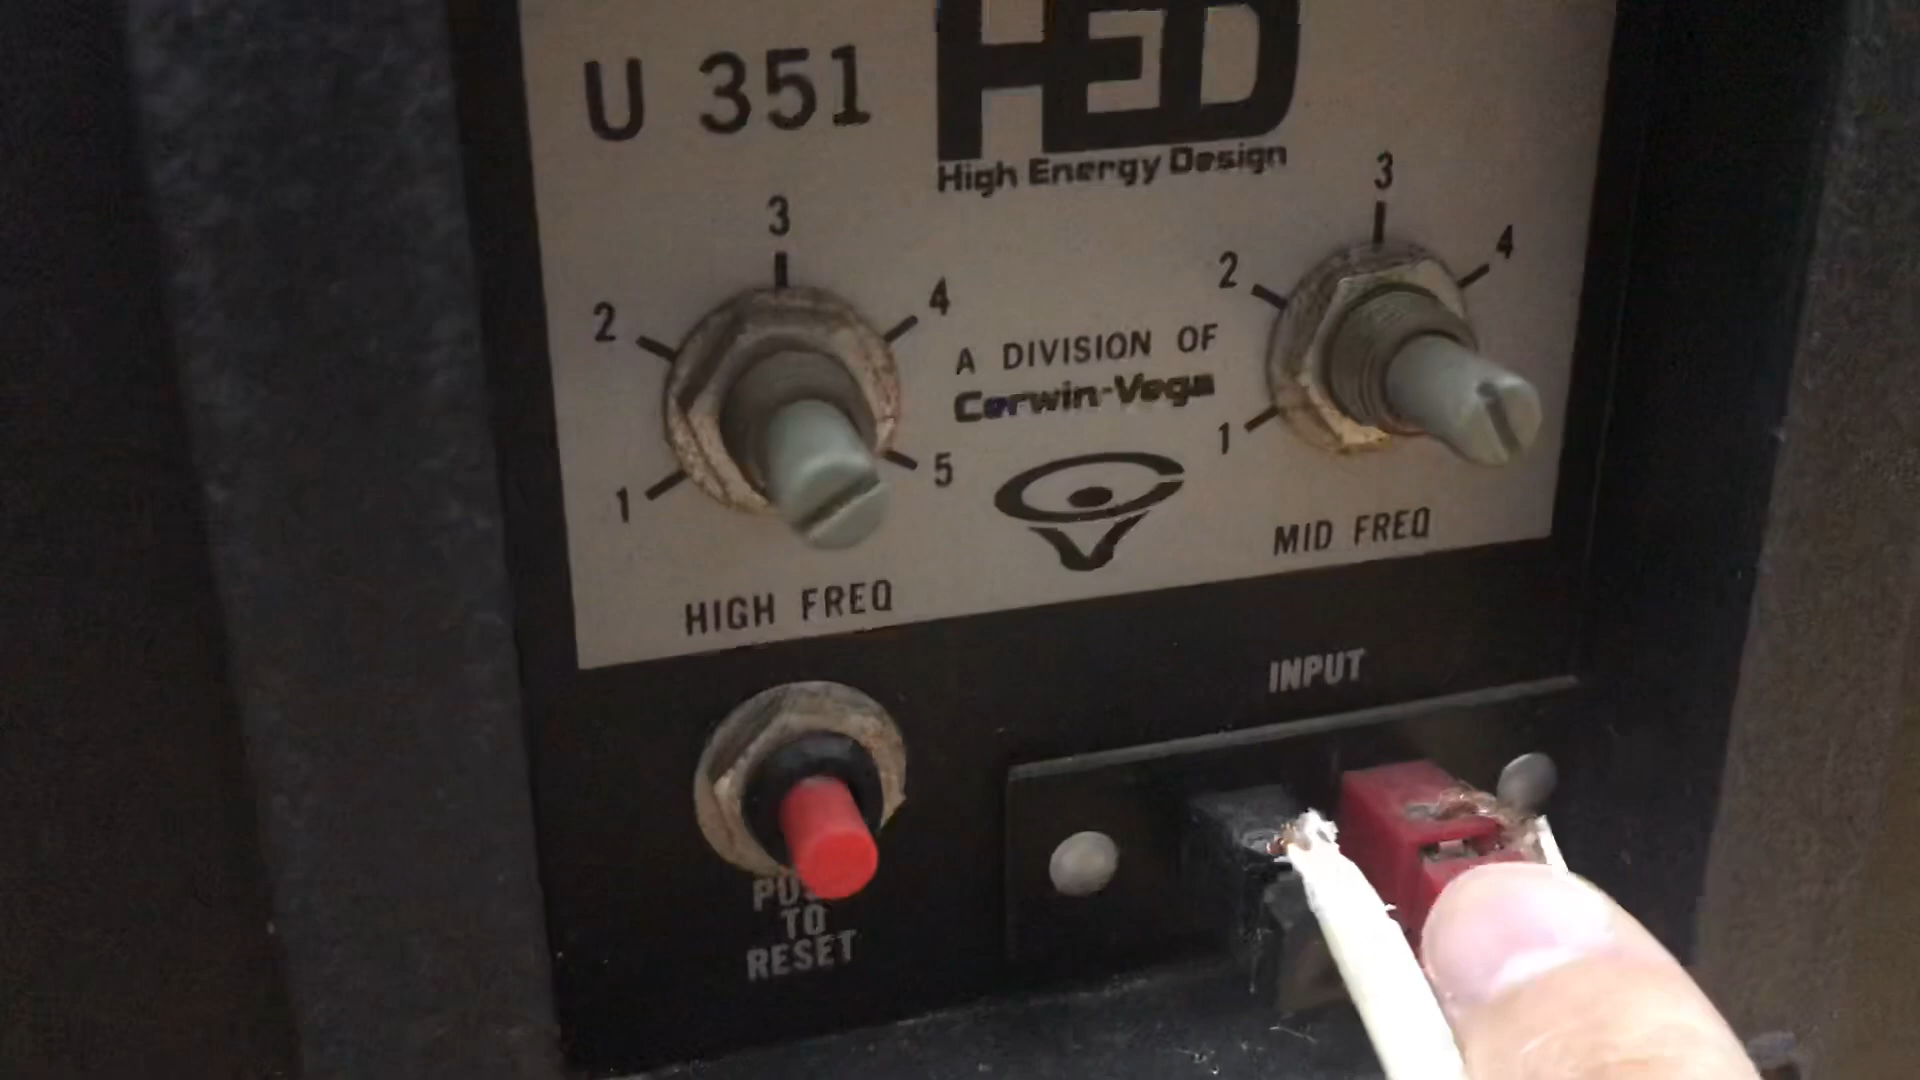 U 351
HED
High Energy Design
3
2
4
1
5
HIGH FREQ
A DIVISION OF
Cerwin-Vega
3
2
4
1
MID FREQ
INPUT
PUSH
TO
RESET